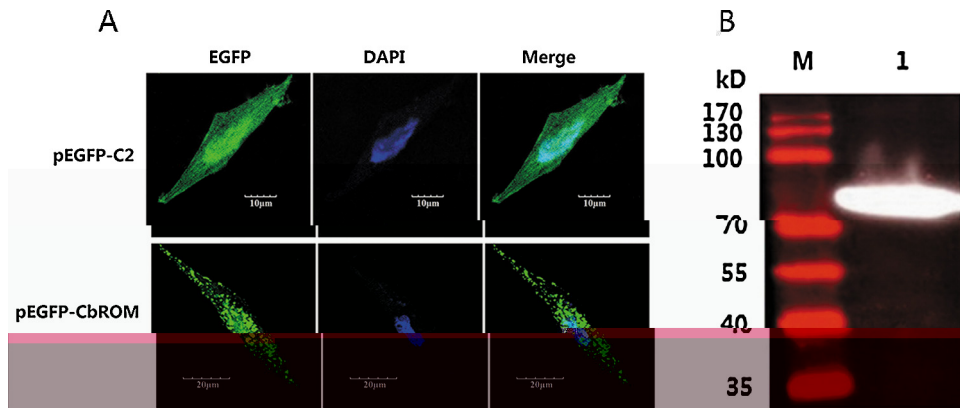 A
B
EGFP DAPI Merge
M 1
kD
pEGFP-C2
170
130
100
10μm 10μm 10μm
70
55
pEGFP-CbROM
40
20μm 20μm 20μm
35